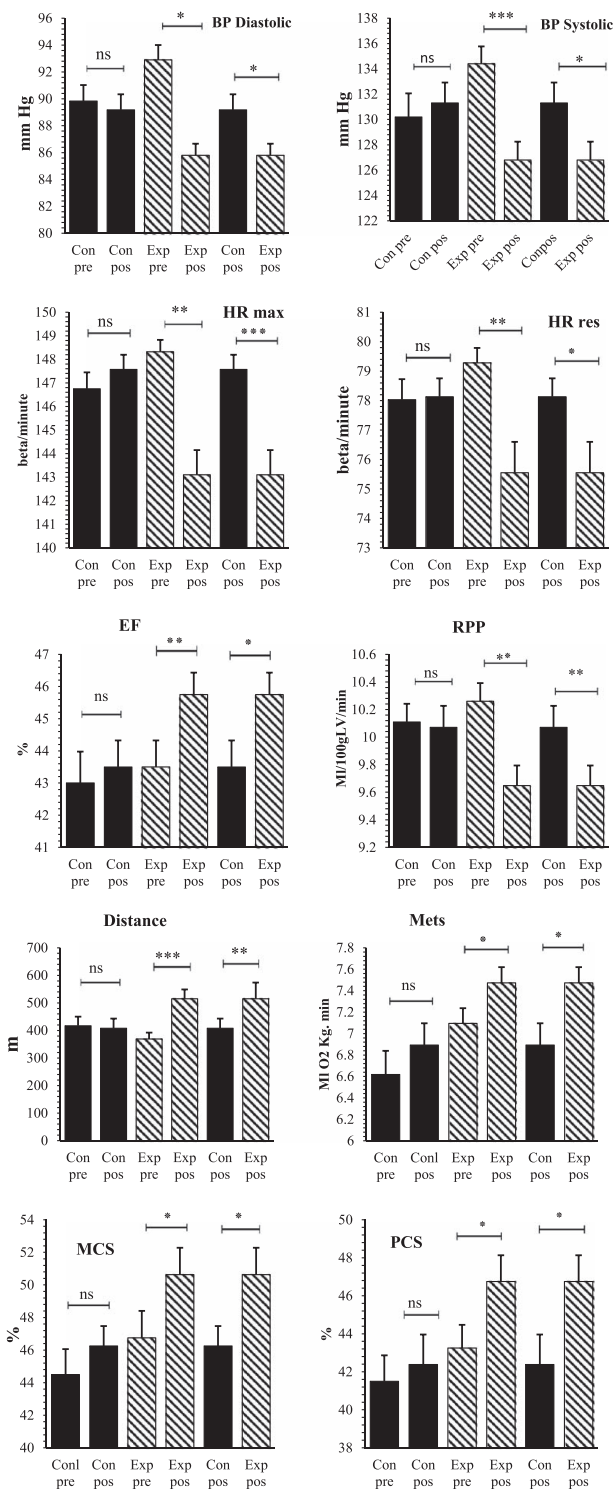 BP Diastolic
96
92
88
84
80
mm Hg
ns
*
*
Con pre
Con pos
Exp pre
Exp pos
Con pos
Exp pos
BP Systolic
138
134
130
126
122
mm Hg
ns
***
*
Con pre
Con pos
Exp pre
Exp pos
Conpos
Exp pos
HR max
150
149
148
147
146
145
144
143
142
141
140
beta/minute
ns
**
***
Con pre
Con pos
Exp pre
Exp pos
Con pos
Exp pos
HR res
81
80
79
78
77
76
75
74
73
beta/minute
ns
**
*
Con pre
Con pos
Exp pre
Exp pos
Con pos
Exp pos
EF
47
46
45
44
43
42
41
%
ns
**
*
Con pre
Con pos
Exp pre
Exp pos
Con pos
Exp pos
RPP
10.6
10.4
10.2
10
9.8
9.6
9.4
9.2
Ml/100gLV/min
ns
**
**
Con pre
Con pos
Exp pre
Exp pos
Con pos
Exp pos
Distance
700
600
500
400
300
200
100
0
m
ns
***
**
Con pre
Con pos
Exp pre
Exp pos
Con pos
Exp pos
Mets
7.8
7.6
7.4
7.2
7
6.8
6.6
6.4
6.2
6
Ml O2 Kg. min
ns
*
*
Con pre
Conl pos
Exp pre
Exp pos
Con pos
Exp pos
MCS
54
52
50
48
46
44
42
40
%
ns
*
*
Conl pre
Con pos
Exp pre
Exp pos
Con pos
Exp pos
PCS
50
48
46
44
42
40
38
%
ns
*
*
Con pre
Con pos
Exp pre
Exp pos
Con pos
Exp pos